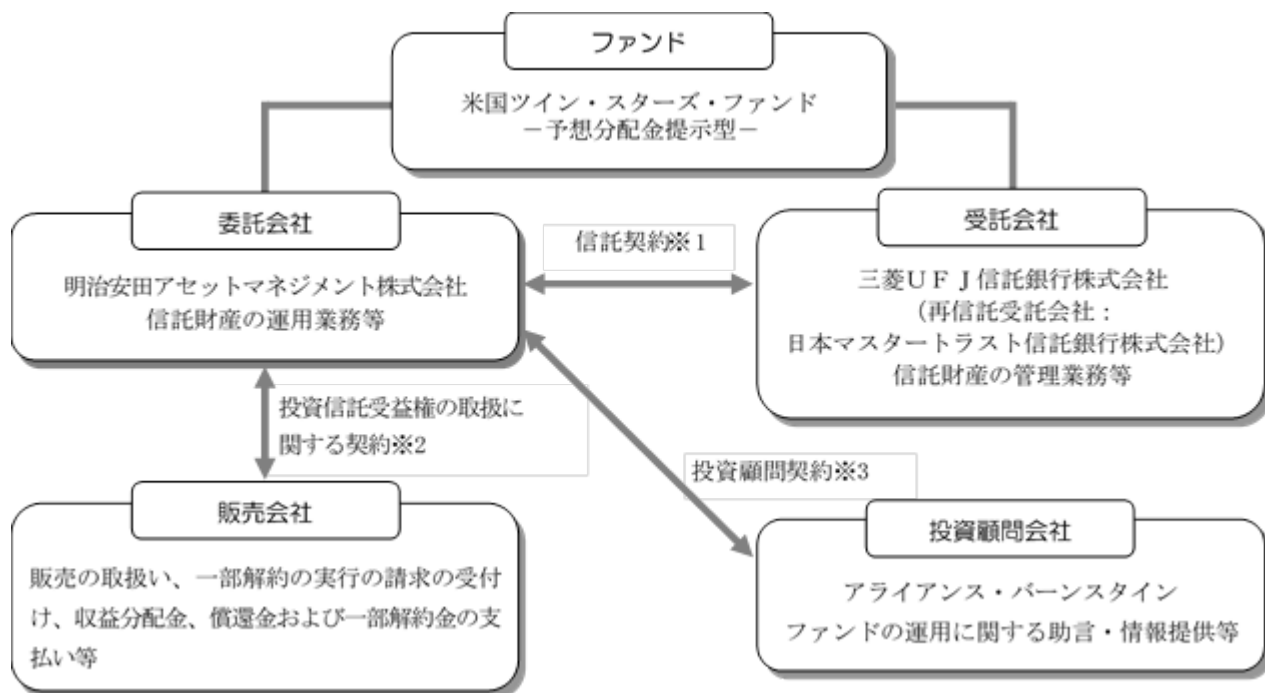 ファンド
米国ツイン・スターズ・ファンド
－予想分配金提示型－
委託会社
明治安田アセットマネジメント株式会社
信託財産の運用業務等
信託契約※1
受託会社
三菱ＵＦＪ信託銀行株式会社
（再信託受託会社：
日本マスタートラスト信託銀行株式会社）
信託財産の管理業務等
投資信託受益権の取扱に
関する契約※2
投資顧問契約※3
販売会社
販売の取扱い、一部解約の実行の請求の受付
け、収益分配金、償還金および一部解約金の支
払い等
投資顧問会社
アライアンス・バーンスタイン
ファンドの運用に関する助言・情報提供等